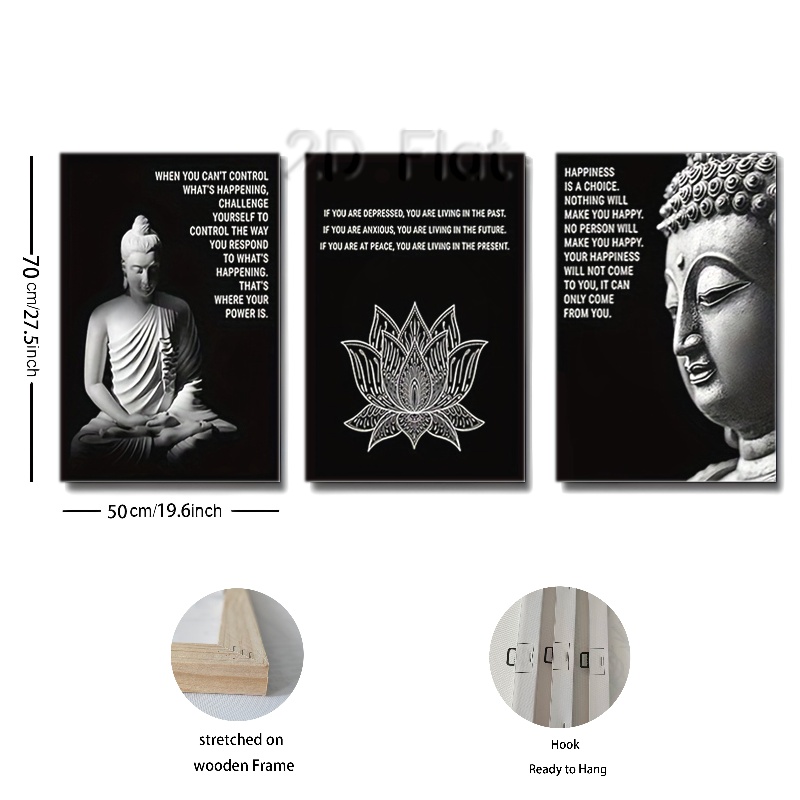 2D Flat
WHEN YOU CAN'T CONTROL
WHAT'S HAPPENING,
CHALLENGE
YOURSELF TO
CONTROL THE WAY
YOU RESPOND
TO WHAT'S
HAPPENING.
THAT'S
WHERE YOUR
POWER IS.
IF YOU ARE DEPRESSED, YOU ARE LIVING IN THE PAST.
IF YOU ARE ANXIOUS, YOU ARE LIVING IN THE FUTURE.
IF YOU ARE AT PEACE, YOU ARE LIVING IN THE PRESENT.
HAPPINESS
IS A CHOICE.
NOTHING WILL
MAKE YOU HAPPY.
NO PERSON WILL
MAKE YOU HAPPY.
YOUR HAPPINESS
WILL NOT COME
TO YOU, IT CAN
ONLY COME
FROM YOU.
70 cm/27.5inch
50 cm/19.6inch
stretched on
wooden Frame
Hook
Ready to Hang